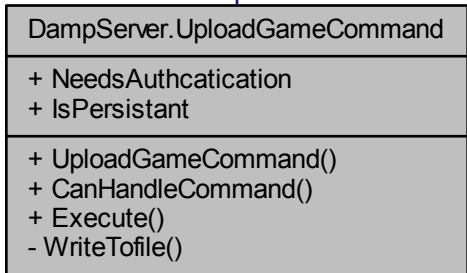 DampServer.UploadGameCommand
+ NeedsAuthcatication
+ IsPersistant
+ UploadGameCommand()
+ CanHandleCommand()
+ Execute()
- WriteTofile()